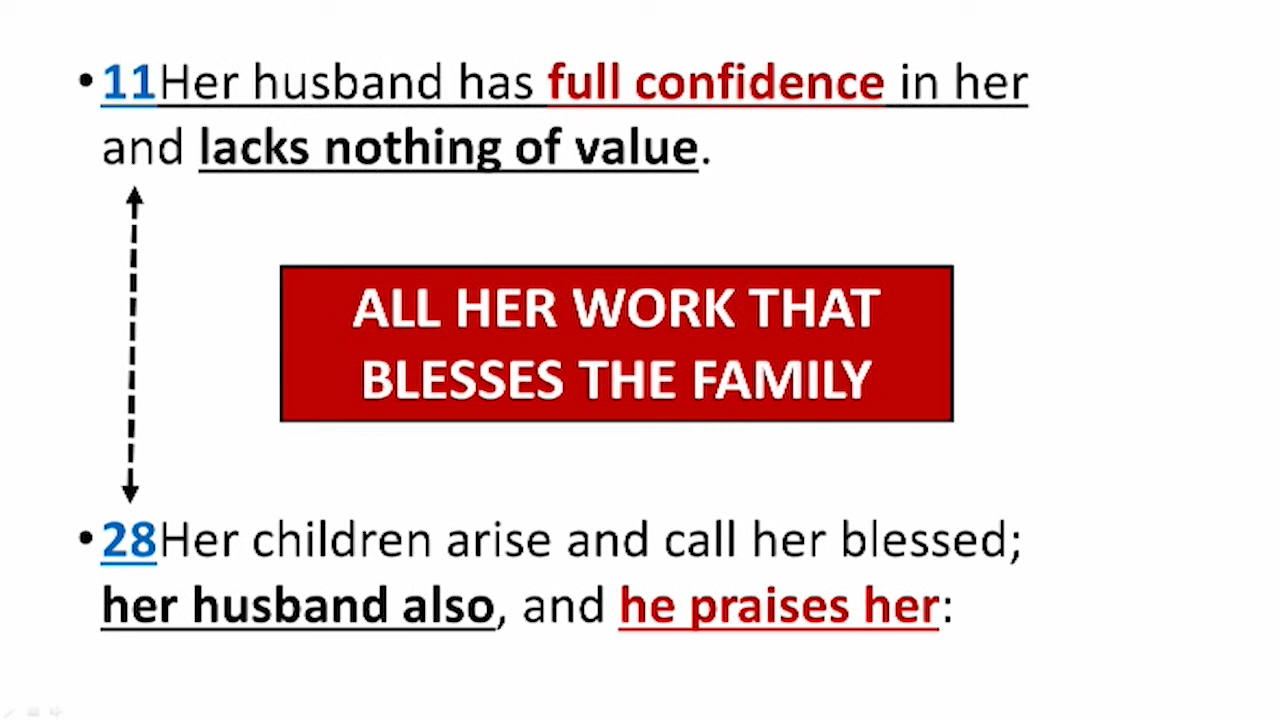 • 11Her husband has full confidence in her
and lacks nothing of value.
ALL HER WORK THAT
BLESSES THE FAMILY
• 28Her children arise and call her blessed;
her husband also, and he praises her: